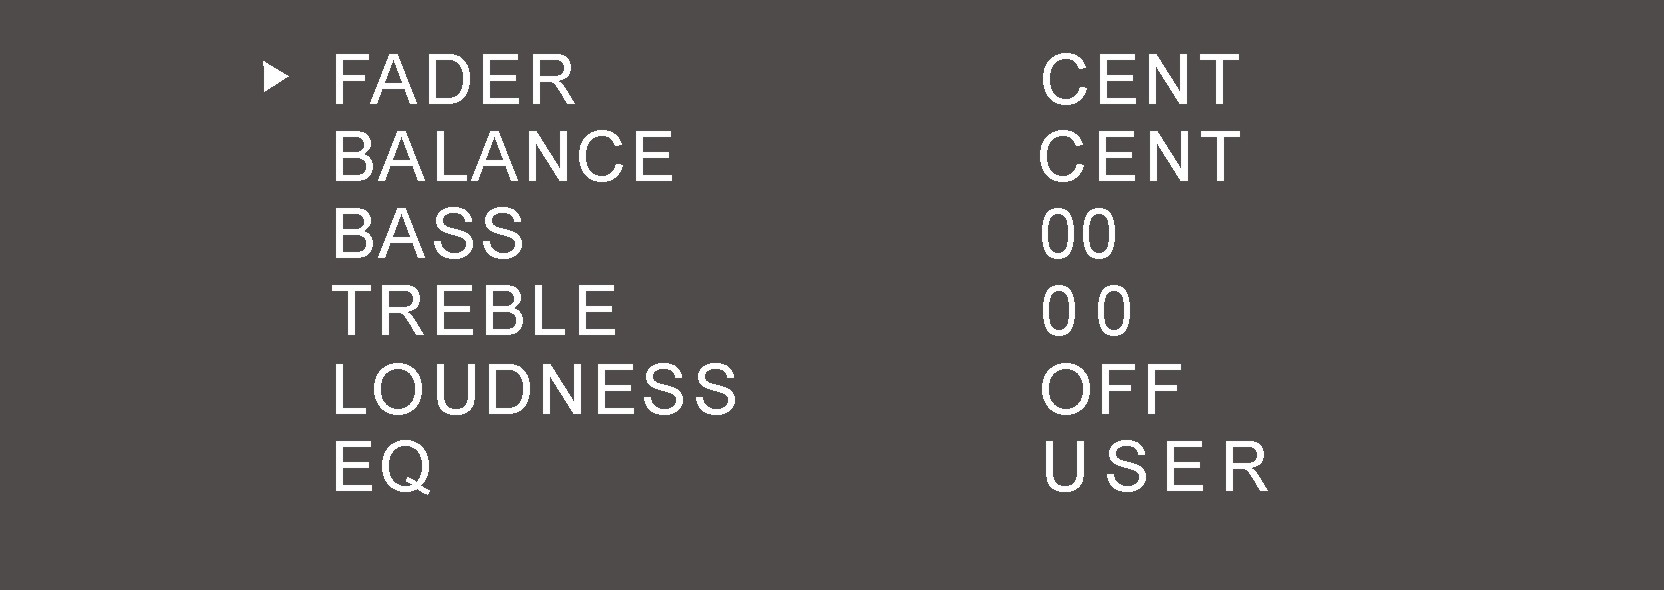 ▶ FADER CENT
BALANCE CENT
BASS 00
TREBLE 0 0
LOUDNESS OFF
EQ USER